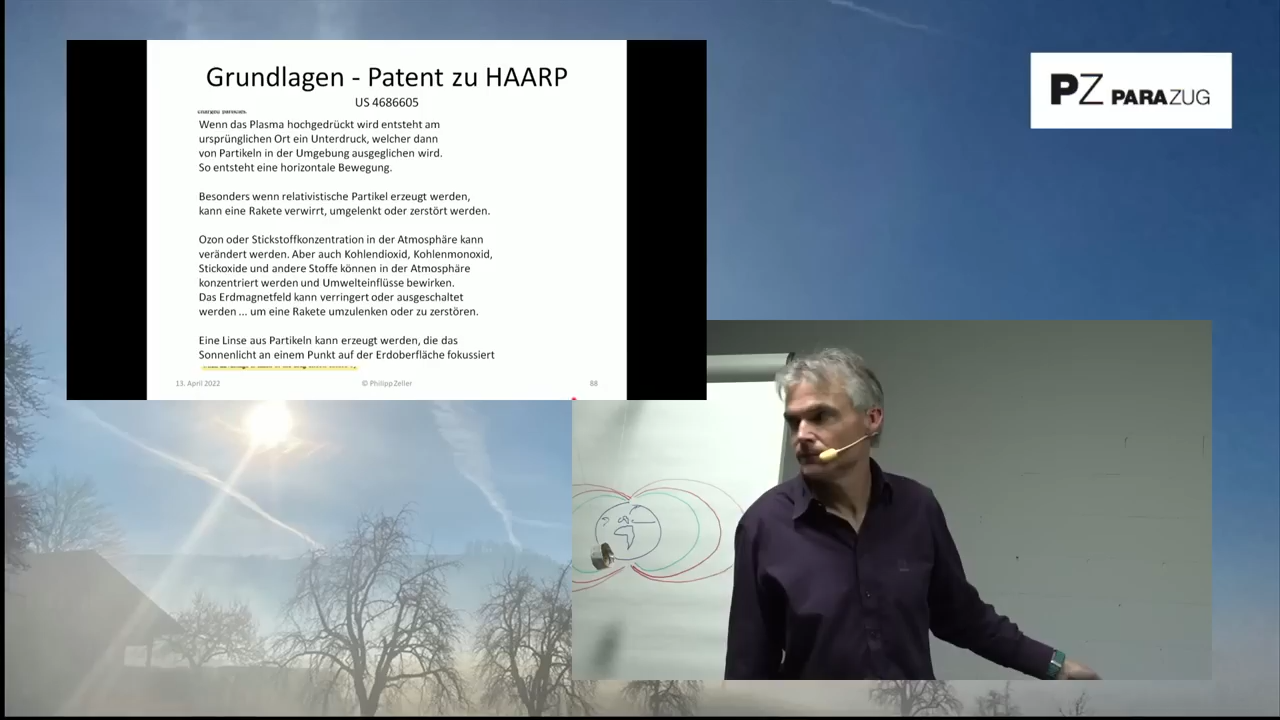 Grundlagen - Patent zu HAARP
US 4686605
Wenn das Plasma hochgedrückt wird entsteht am
ursprünglichen Ort ein Unterdruck, welcher dann
von Partikeln in der Umgebung ausgeglichen wird.
So entsteht eine horizontale Bewegung.
Besonders wenn relativistische Partikel erzeugt werden,
kann eine Rakete verwirrt, umgelenkt oder zerstört werden.
Ozon oder Stickstoffkonzentration in der Atmosphäre kann
verändert werden. Aber auch Kohlendioxid, Kohlenmonoxid,
Stickoxide und andere Stoffe können in der Atmosphäre
konzentriert werden und Umwelteinflüsse bewirken.
Das Erdmagnetfeld kann verringert oder ausgeschaltet
werden ... um eine Rakete umzulenken oder zu zerstören.
Eine Linse aus Partikeln kann erzeugt werden, die das
Sonnenlicht an einem Punkt auf der Erdoberfläche fokussiert
13. April 2022
© Philipp Zeller
88
PZ PARAZUG